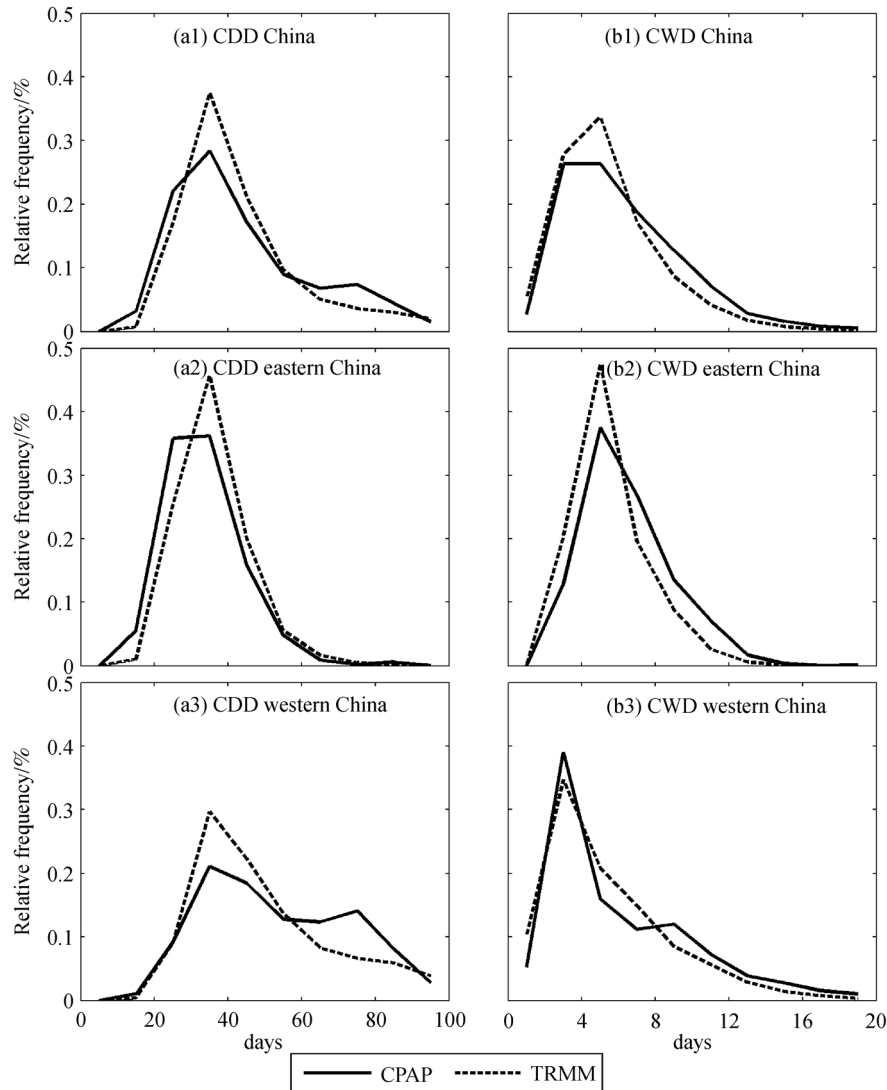 (a1) CDD China
(b1) CWD China
0.5
0.4
0.3
0.2
0.1
0
Relative frequency/%
(a2) CDD eastern China
(b2) CWD eastern China
0.5
0.4
0.3
0.2
0.1
0
Relative frequency/%
(a3) CDD western China
(b3) CWD western China
0.5
0.4
0.3
0.2
0.1
0
Relative frequency/%
0 20 40 60 80 100
0 4 8 12 16 20
days
days
CPAP TRMM